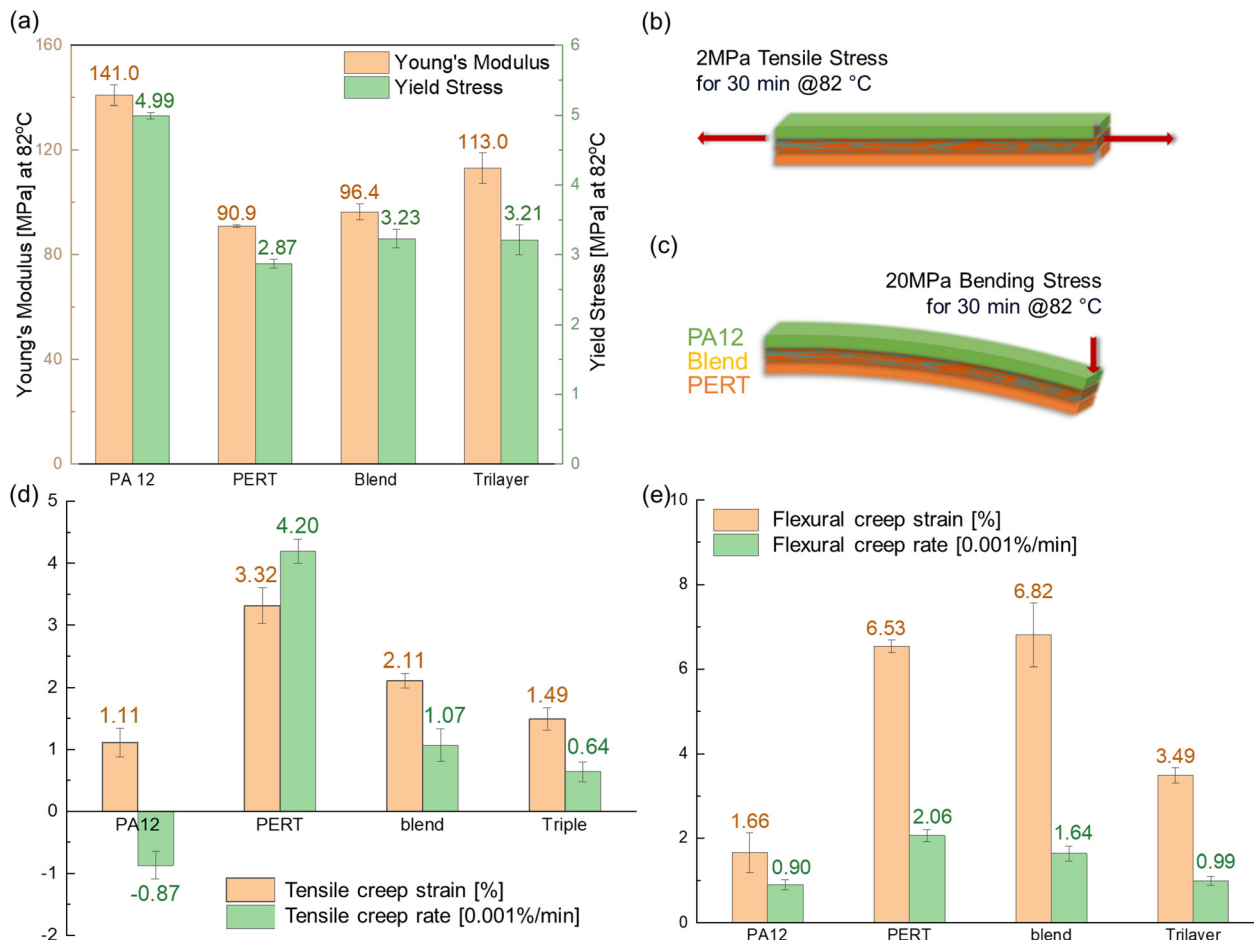 (a)
160
120
80
40
0
Young's Modulus [MPa] at 82°C
Young's Modulus
Yield Stress
141.0
4.99
90.9
2.87
96.4
3.23
113.0
3.21
PA 12
PERT
Blend
Trilayer
6
5
4
3
2
1
0
Yield Stress [MPa] at 82°C
(b)
2MPa Tensile Stress
for 30 min @82 °C
(c)
20MPa Bending Stress
for 30 min @82 °C
PA12
Blend
PERT
(d)
5
4
3
2
1
0
-1
-2
1.11
-0.87
3.32
4.20
2.11
1.07
1.49
0.64
PA12
PERT
blend
Triple
Tensile creep strain [%]
Tensile creep rate [0.001%/min]
(e)
10
8
6
4
2
0
Flexural creep strain [%]
Flexural creep rate [0.001%/min]
1.66
0.90
6.53
2.06
6.82
1.64
3.49
0.99
PA12
PERT
blend
Trilayer